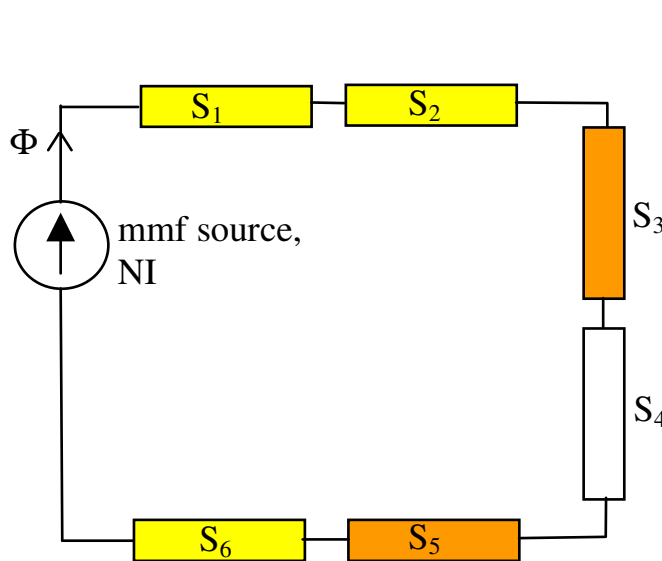 S₁
S₂
Φ
mmf source,
NI
S₃
S₄
S₆
S₅